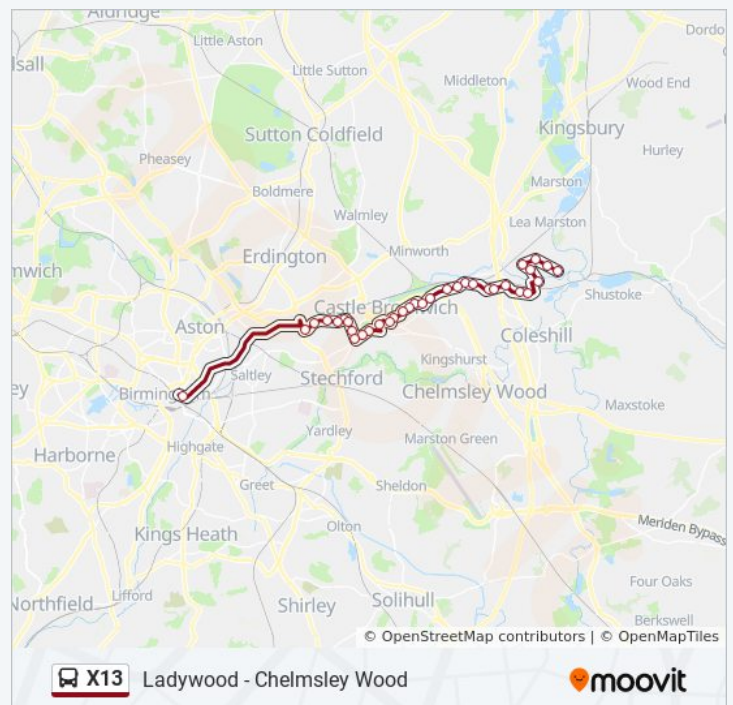 Aldridge
Little Aston
Dordo
lsall
Little Sutton
Middleton
Wood End
Sutton Coldfield
Kingsbury
Pheasey
Hurley
Boldmere
Marston
Walmley
Lea Marston
Erdington
Minworth
mwich
Castle Bromwich
Shustoke
Aston
Coleshill
Saltley
Stechford
Kingshurst
ey
Birmingham
Chelmsley Wood
Maxstoke
Yardley
Marston Green
Highgate
Harborne
Greet
Sheldon
Olton
Meriden Bypass
Kings Heath
Four Oaks
Northfield
Lifford
Shirley
Solihull
Berkswell
© OpenStreetMap contributors | © OpenMapTiles
X13 Ladywood - Chelmsley Wood
moovit